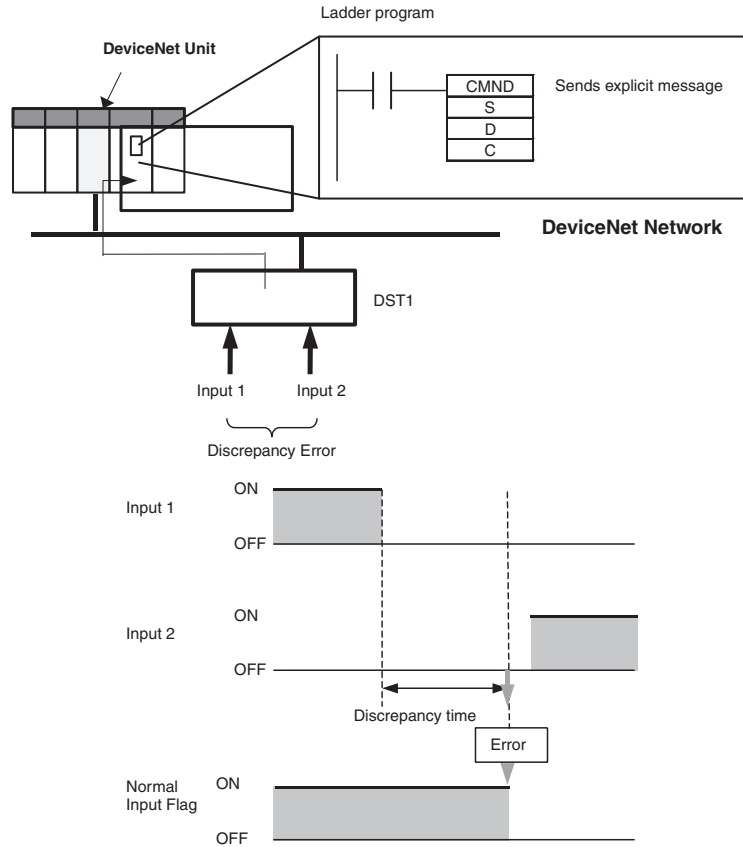 Ladder program
DeviceNet Unit
CMND
S
D
C
Sends explicit message
DeviceNet Network
DST1
Input 1
Input 2
Discrepancy Error
Input 1
ON
OFF
Input 2
ON
OFF
Discrepancy time
Error
Normal
Input Flag
ON
OFF